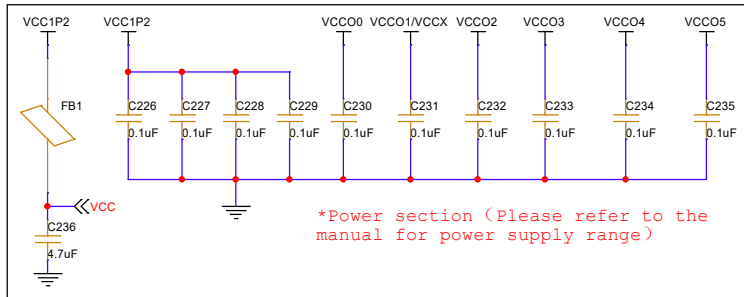 VCC1P2 VCC1P2 VCCO0 VCCO1/VCCX VCCO2 VCCO3 VCCO4 VCCO5
FB1 C226 C227 C228 C229 C230 C231 C232 C233 C234 C235
0.1uF 0.1uF 0.1uF 0.1uF 0.1uF 0.1uF 0.1uF 0.1uF 0.1uF 0.1uF
VCC
C236
4.7uF
*Power section（Please refer to the
manual for power supply range）